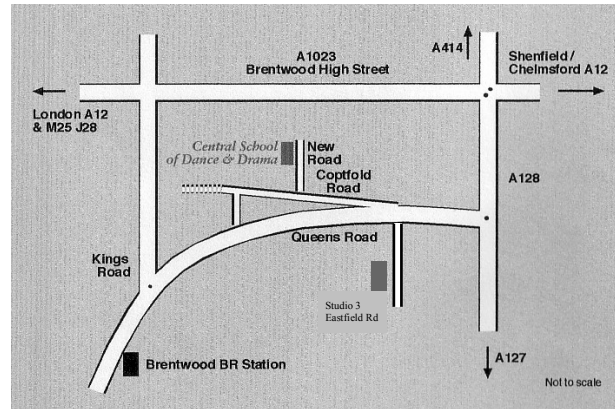 A414
A1023
Brentwood High Street
Shenfield /
Chelmsford A12
London A12
& M25 J28
Central School
of Dance & Drama
New
Road
Coptfold
Road
A128
Queens Road
Kings
Road
Studio 3
Eastfield Rd
Brentwood BR Station
A127
Not to scale